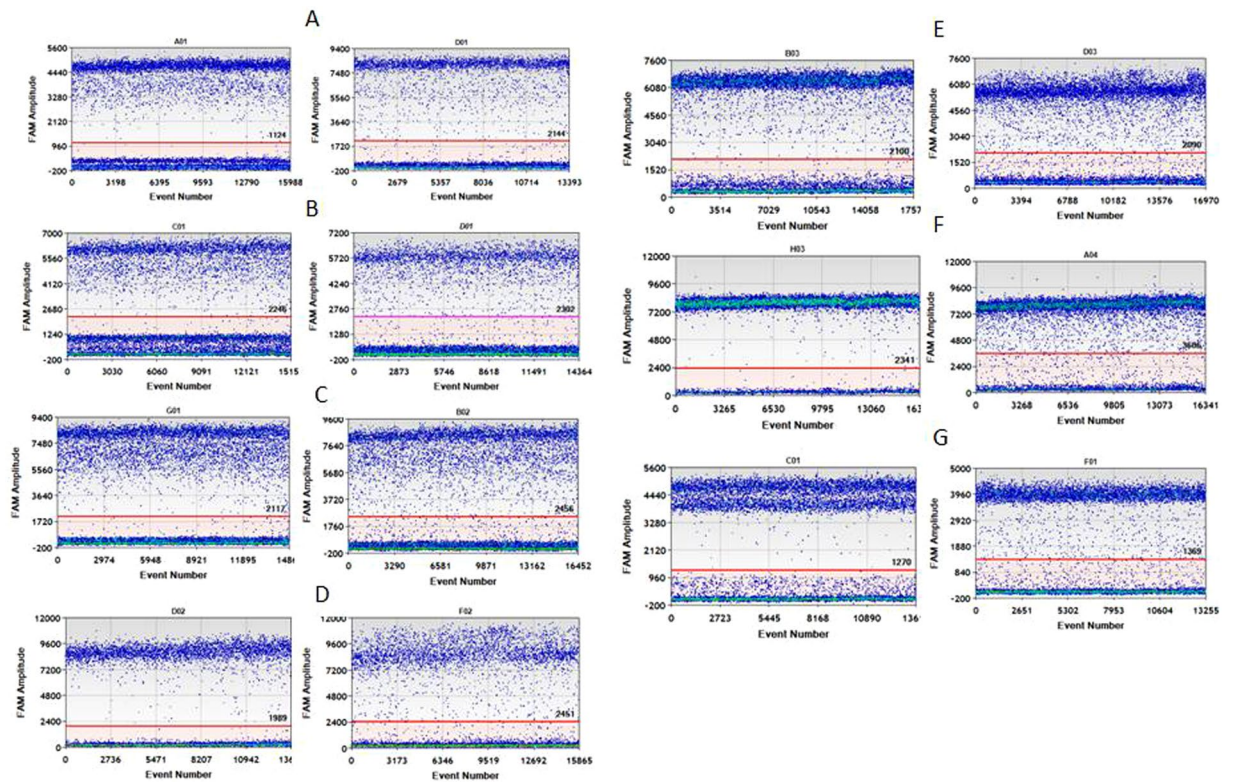 A
A01
FAM Amplitude
5600
4440
3280
2120
960
-200
1124
0 3198 6395 9593 12790 15988
Event Number
D01
FAM Amplitude
9400
7480
5560
3640
1720
-200
2144
0 2679 5357 8036 10714 13393
Event Number
B
C01
FAM Amplitude
7000
5560
4120
2680
1240
-200
2246
0 3030 6060 9091 12121 1515
Event Number
D01
FAM Amplitude
7200
5720
4240
2760
1280
-200
2302
0 2873 5746 8618 11491 14364
Event Number
C
G01
FAM Amplitude
9400
7480
5560
3640
1720
-200
2117
0 2974 5948 8921 11895 1486
Event Number
B02
FAM Amplitude
9600
7640
5680
3720
1760
-200
2456
0 3290 6581 9871 13162 16452
Event Number
D
D02
FAM Amplitude
12000
9600
7200
4800
2400
0
1989
0 2736 5471 8207 10942 136
Event Number
F02
FAM Amplitude
12000
9600
7200
4800
2400
0
2451
0 3173 6346 9519 12692 15865
Event Number
E
B03
FAM Amplitude
7600
6080
4560
3040
1520
0
2100
0 3514 7029 10543 14058 1757
Event Number
D03
FAM Amplitude
7600
6080
4560
3040
1520
0
2090
0 3394 6788 10182 13576 16970
Event Number
F
H03
FAM Amplitude
12000
9600
7200
4800
2400
0
2341
0 3265 6530 9795 13060 163
Event Number
A04
FAM Amplitude
12000
9600
7200
4800
2400
0
0 3268 6536 9805 13073 16341
Event Number
G
C01
FAM Amplitude
5600
4440
3280
2120
960
-200
1270
0 2723 5445 8168 10890 136
Event Number
F01
FAM Amplitude
5000
3960
2920
1880
840
-200
1369
0 2651 5302 7953 10604 13255
Event Number